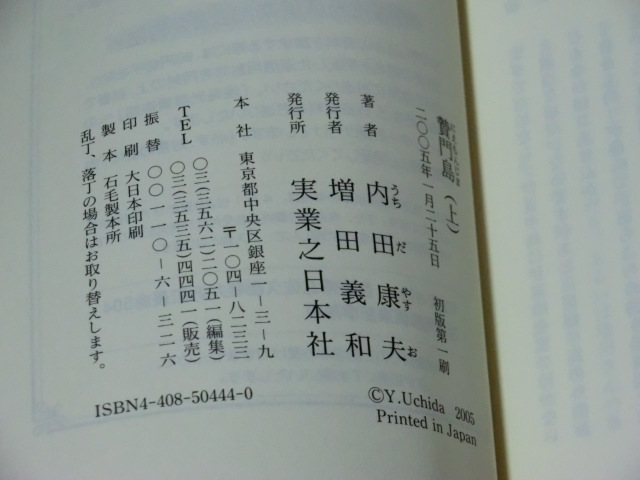 贄門島（上）
二〇〇五年一月二十五日　初版第一刷
著者　内田康夫
うちだやすお
発行者　増田義和
発行所　実業之日本社
本社　東京都中央区銀座一−三−九
〒一〇四−八二三三
TEL　〇三(三五六二)二〇五一(編集)
〇三(三五三五)四四四一(販売)
振替　〇〇一一〇−六−三二六
印刷　大日本印刷
製本　石毛製本所
乱丁、落丁の場合はお取り替えします。
©Y.Uchida 2005
Printed in Japan
ISBN4-408-50444-0